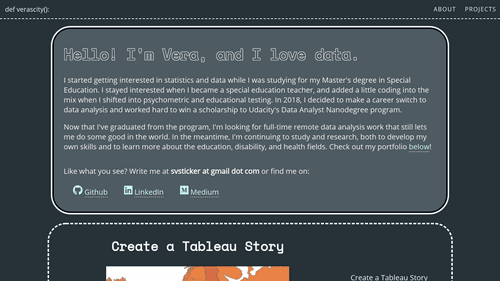 def verascity():
ABOUT PROJECTS
Hello! I'm Vera, and I love data.
I started getting interested in statistics and data while I was studying for my Master's degree in Special
Education. I stayed interested when I became a special education teacher, and added a little coding into the
mix when I shifted into psychometric and educational testing. In 2018, I decided to make a career switch to
data analysis and worked hard to win a scholarship to Udacity's Data Analyst Nanodegree program.
Now that I've graduated from the program, I'm looking for full-time remote data analysis work that still lets
me do some good in the world. In the meantime, I'm continuing to study and research, both to develop my
own skills and to learn more about the education, disability, and health fields. Check out my portfolio below!
Like what you see? Write me at svsticker at gmail dot com or find me on:
Github LinkedIn Medium
Create a Tableau Story
Create a Tableau Story